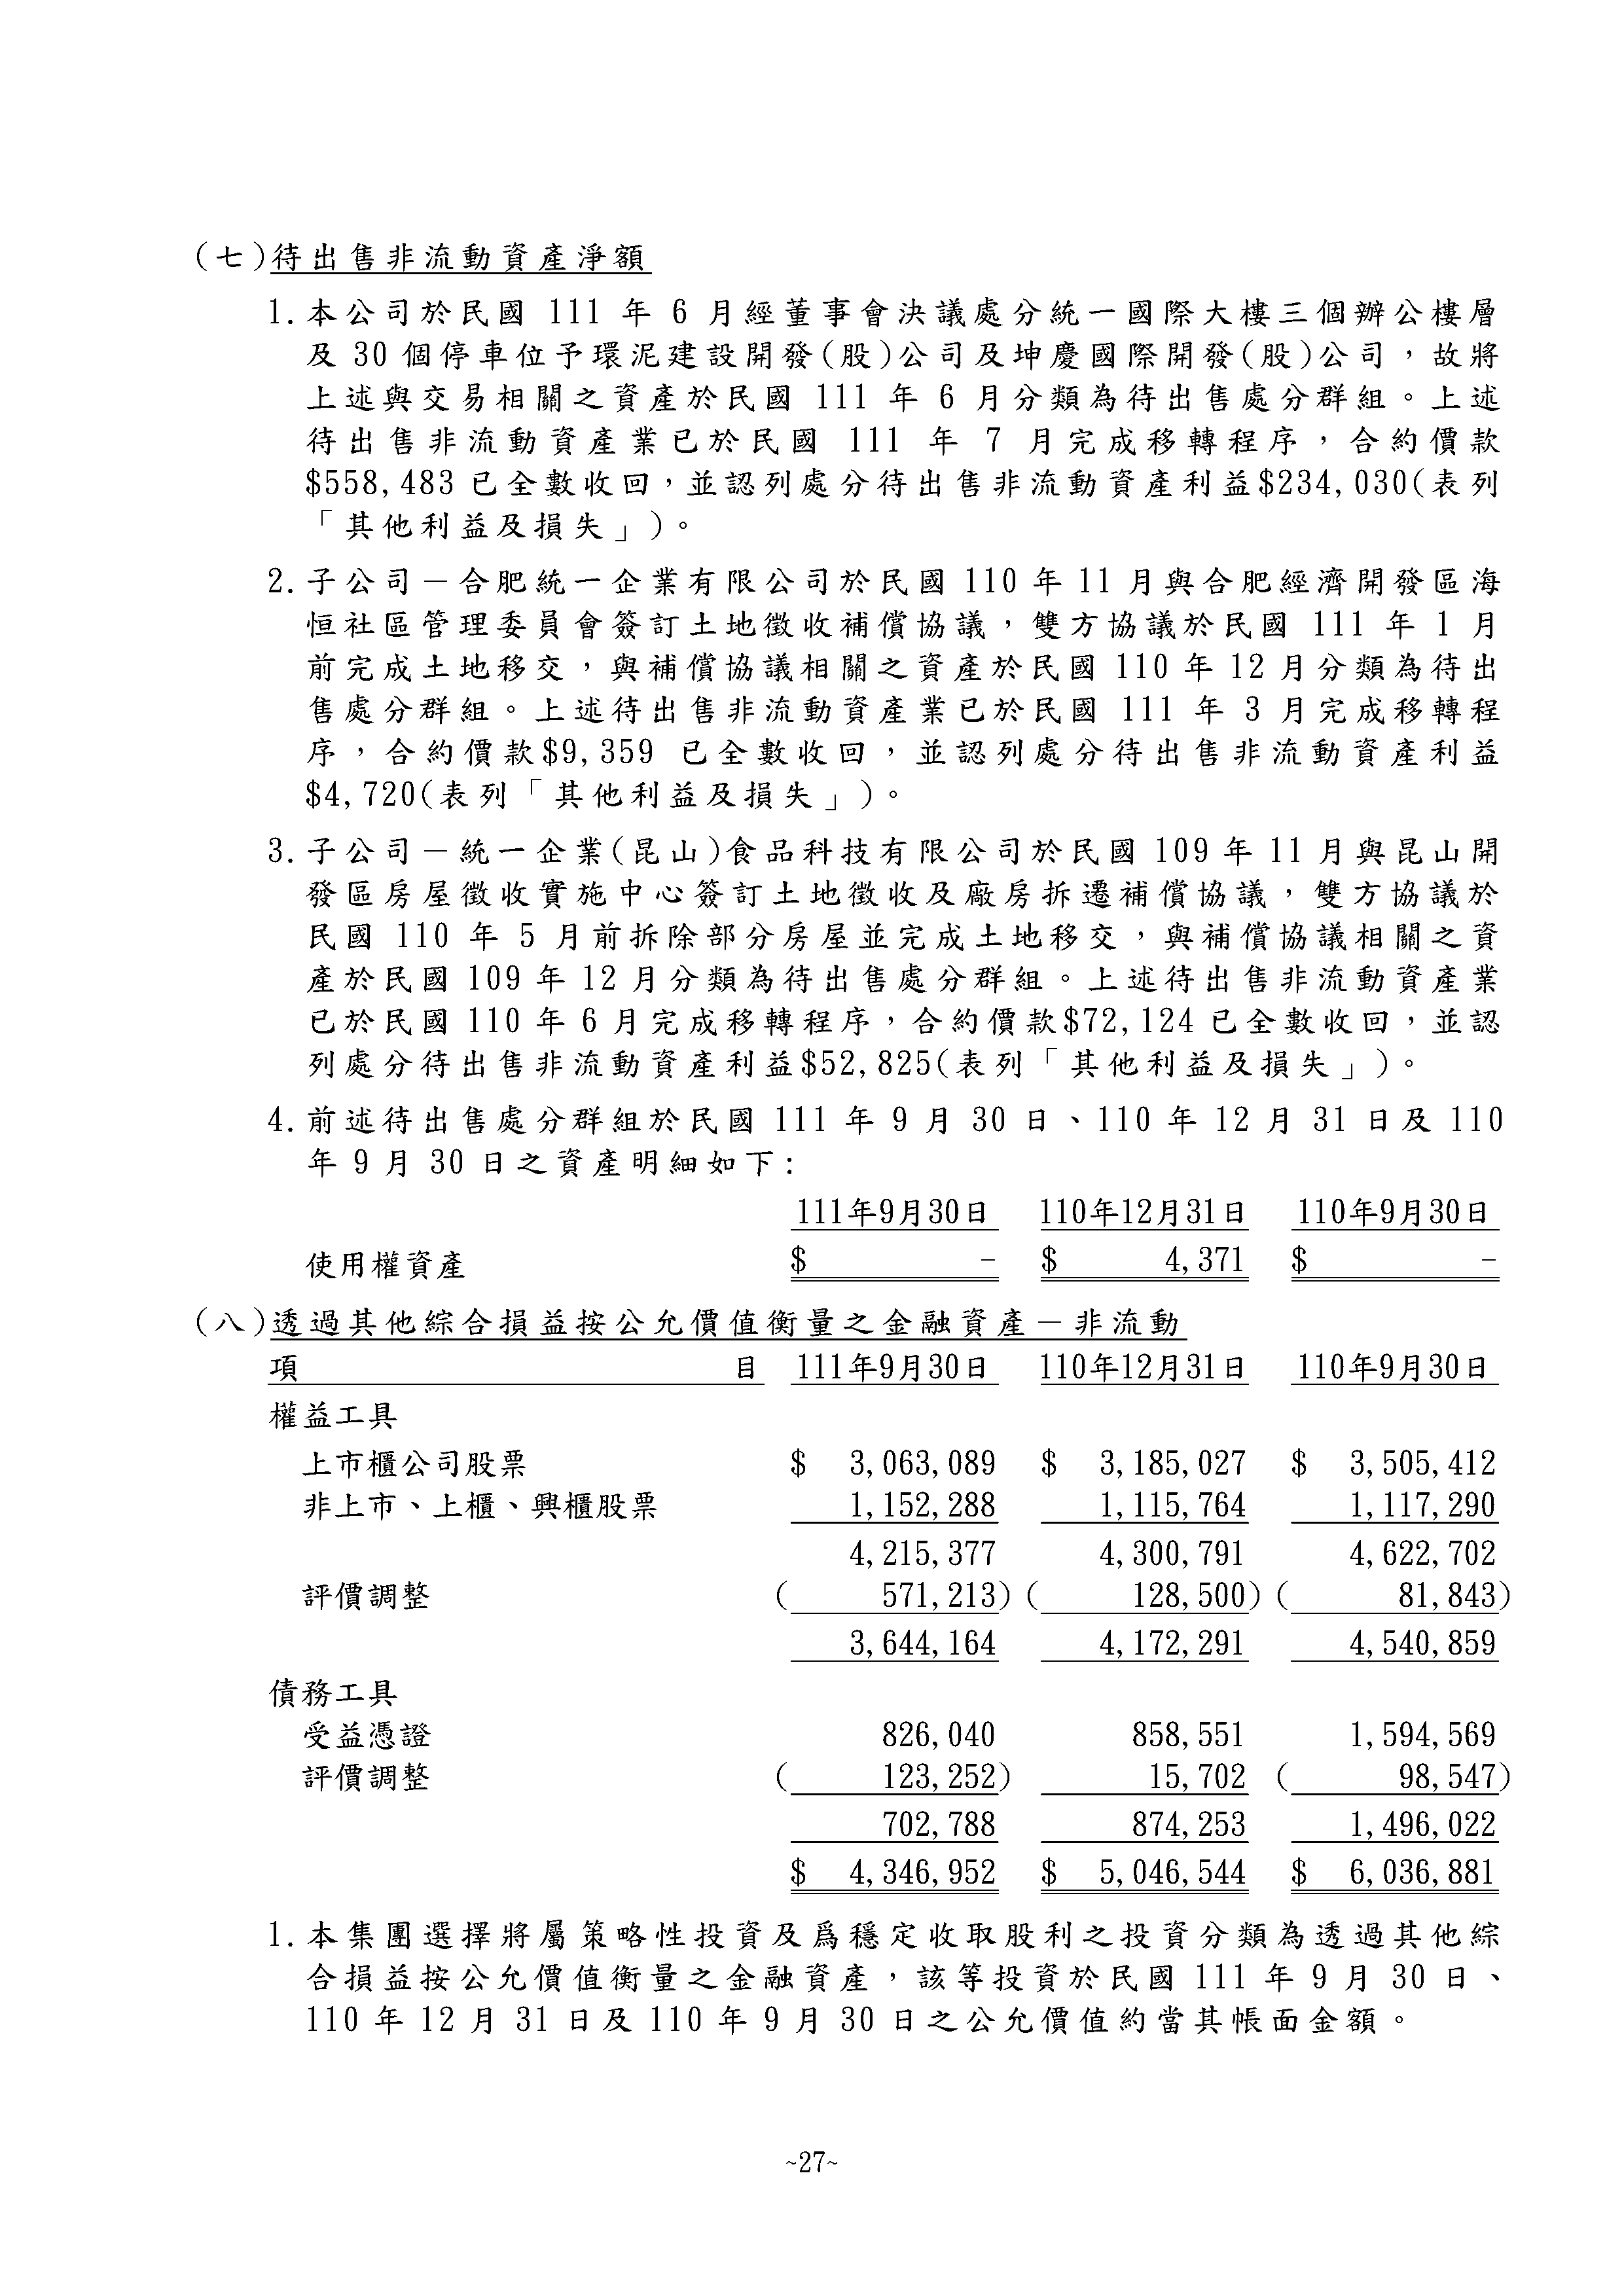 (七)待出售非流動資產淨額
1.本公司於民國 111 年 6 月經董事會決議處分統一國際大樓三個辦公樓層
及 30 個停車位予環泥建設開發(股)公司及坤慶國際開發(股)公司，故將
上述與交易相關之資產於民國 111 年 6 月分類為待出售處分群組。上述
待出售非流動資產業已於民國 111 年 7 月完成移轉程序，合約價款
$558,483 已全數收回，並認列處分待出售非流動資產利益$234,030(表列
「其他利益及損失」)。
2.子公司－合肥統一企業有限公司於民國 110 年 11 月與合肥經濟開發區海
恒社區管理委員會簽訂土地徵收補償協議，雙方協議於民國 111 年 1 月
前完成土地移交，與補償協議相關之資產於民國 110 年 12 月分類為待出
售處分群組。上述待出售非流動資產業已於民國 111 年 3 月完成移轉程
序，合約價款$9,359 已全數收回，並認列處分待出售非流動資產利益
$4,720(表列「其他利益及損失」)。
3.子公司－統一企業(昆山)食品科技有限公司於民國 109 年 11 月與昆山開
發區房屋徵收實施中心簽訂土地徵收及廠房拆遷補償協議，雙方協議於
民國 110 年 5 月前拆除部分房屋並完成土地移交，與補償協議相關之資
產於民國 109 年 12 月分類為待出售處分群組。上述待出售非流動資產業
已於民國 110 年 6 月完成移轉程序，合約價款$72,124 已全數收回，並認
列處分待出售非流動資產利益$52,825(表列「其他利益及損失」)。
4.前述待出售處分群組於民國 111 年 9 月 30 日、110 年 12 月 31 日及 110
年 9 月 30 日之資產明細如下：
111年9月30日 110年12月31日 110年9月30日
使用權資產 $ - $ 4,371 $ -
(八)透過其他綜合損益按公允價值衡量之金融資產－非流動
項 目 111年9月30日 110年12月31日 110年9月30日
權益工具
上市櫃公司股票 $ 3,063,089 $ 3,185,027 $ 3,505,412
非上市、上櫃、興櫃股票 1,152,288 1,115,764 1,117,290
4,215,377 4,300,791 4,622,702
評價調整 ( 571,213) ( 128,500) ( 81,843)
3,644,164 4,172,291 4,540,859
債務工具
受益憑證 826,040 858,551 1,594,569
評價調整 ( 123,252) 15,702 ( 98,547)
702,788 874,253 1,496,022
$ 4,346,952 $ 5,046,544 $ 6,036,881
1.本集團選擇將屬策略性投資及爲穩定收取股利之投資分類為透過其他綜
合損益按公允價值衡量之金融資產，該等投資於民國 111 年 9 月 30 日、
110 年 12 月 31 日及 110 年 9 月 30 日之公允價值約當其帳面金額。
~27~